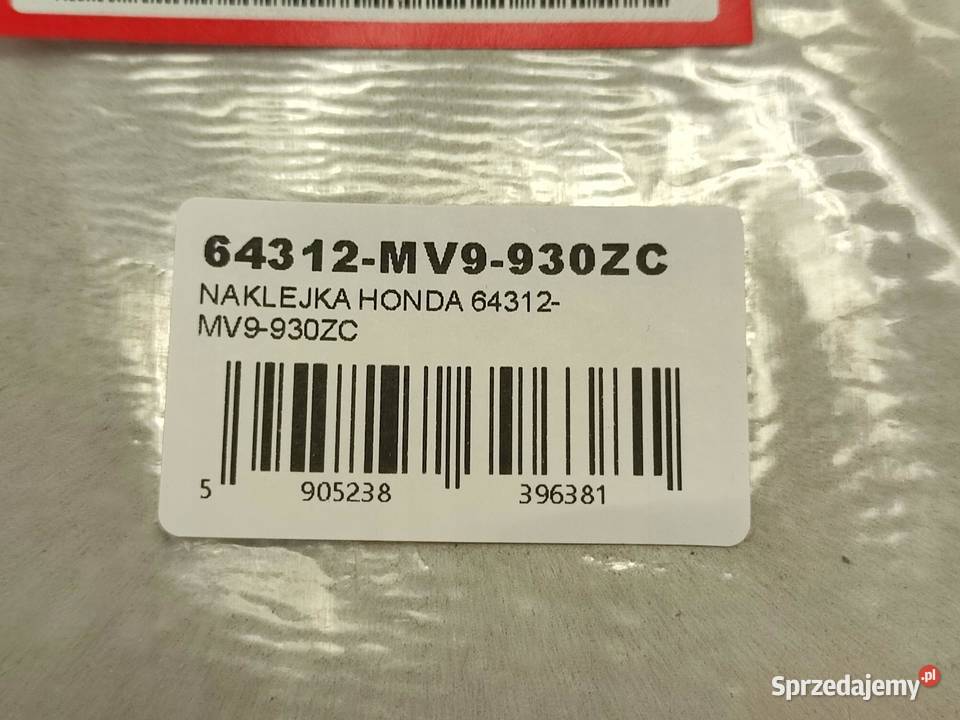 64312-MV9-930ZC
NAKLEJKA HONDA 64312-
MV9-930ZC
5 905238 396381
Sprzedajemy.pl